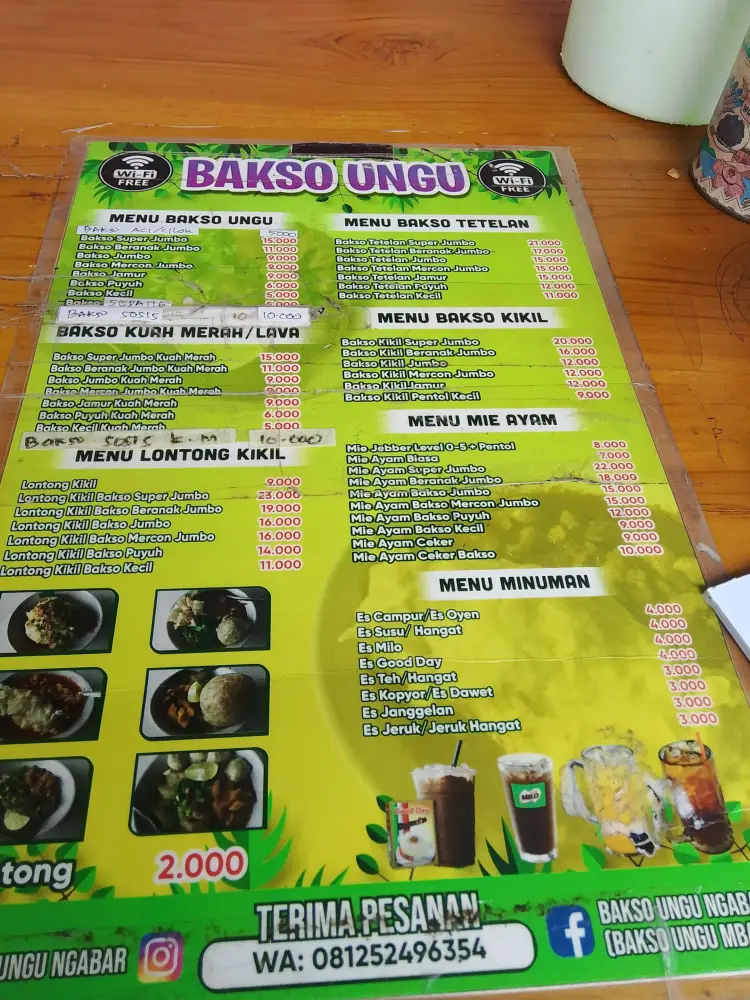 Wi-Fi FREE
BAKSO UNGU
Wi-Fi FREE
MENU BAKSO UNGU
BAKSO ACI/CILOK 5000
Bakso Super Jumbo 15.000
Bakso Beranak Jumbo 11.000
Bakso Jumbo 9.000
Bakso Mercon Jumbo 9.000
Bakso Jamur 9.000
Bakso Puyuh 6.000
Bakso Kecil 5.000
Bakso
BAKSO SOSIS 10 10.000
BAKSO KUAH MERAH/LAVA
Bakso Super Jumbo Kuah Merah 15.000
Bakso Beranak Jumbo Kuah Merah 11.000
Bakso Jumbo Kuah Merah 9.000
Bakso Mercon Jumbo Kuah Merah 9.000
Bakso Jamur Kuah Merah 9.000
Bakso Puyuh Kuah Merah 6.000
Bakso Kecil Kuah Merah 5.000
BAKSO SOSIS K.M 10.000
MENU LONTONG KIKIL
Lontong Kikil 9.000
Lontong Kikil Bakso Super Jumbo 23.000
Lontong Kikil Bakso Beranak Jumbo 19.000
Lontong Kikil Bakso Jumbo 16.000
Lontong Kikil Bakso Mercon Jumbo 16.000
Lontong Kikil Bakso Puyuh 14.000
Lontong Kikil Bakso Kecil 11.000
tong 2.000
MENU BAKSO TETELAN
Bakso Tetelan Super Jumbo 21.000
Bakso Tetelan Beranak Jumbo 17.000
Bakso Tetelan Jumbo 15.000
Bakso Tetelan Mercon Jumbo 15.000
Bakso Tetelan Jamur 15.000
Bakso Tetelan Puyuh 12.000
Bakso Tetelan Kecil 11.000
MENU BAKSO KIKIL
Bakso Kikil Super Jumbo 20.000
Bakso Kikil Beranak Jumbo 16.000
Bakso Kikil Jumbo 12.000
Bakso Kikil Mercon Jumbo 12.000
Bakso Kikil Jamur 12.000
Bakso Kikil Pentol Kecil 9.000
MENU MIE AYAM
Mie Jebber Level 0-5 + Pentol 8.000
Mie Ayam Biasa 7.000
Mie Ayam Super Jumbo 22.000
Mie Ayam Beranak Jumbo 18.000
Mie Ayam Bakso Jumbo 15.000
Mie Ayam Bakso Mercon Jumbo 15.000
Mie Ayam Bakso Puyuh 12.000
Mie Ayam Bakso Kecil 9.000
Mie Ayam Ceker 9.000
Mie Ayam Ceker Bakso 10.000
MENU MINUMAN
Es Campur/Es Oyen 4.000
Es Susu/ Hangat 4.000
Es Milo 4.000
Es Good Day 4.000
Es Teh/Hangat 3.000
Es Kopyor/Es Dawet 3.000
Es Janggelan 3.000
Es Jeruk/Jeruk Hangat 3.000
Good Day
MILO
TERIMA PESANAN
WA: 081252496354
UNGU NGABAR
BAKSO UNGU NGABA
(BAKSO UNGU MBA